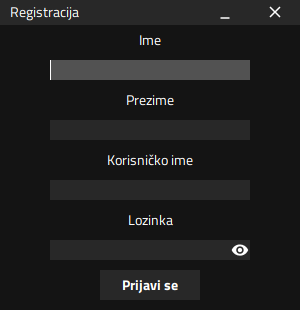 Registracija
Ime
Prezime
Korisničko ime
Lozinka
Prijavi se